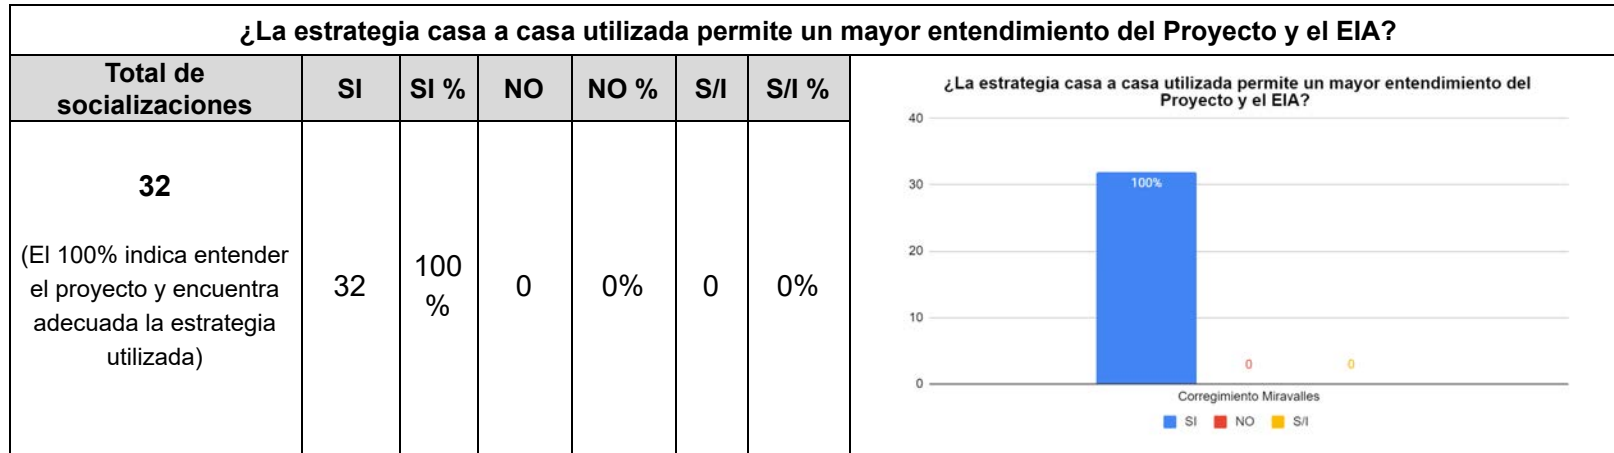 ¿La estrategia casa a casa utilizada permite un mayor entendimiento del Proyecto y el EIA?
Total de
socializaciones
SI
SI %
NO
NO %
S/I
S/I %
32
(El 100% indica entender
el proyecto y encuentra
adecuada la estrategia
utilizada)
32
100
%
0
0%
0
0%
¿La estrategia casa a casa utilizada permite un mayor entendimiento del
Proyecto y el EIA?
40
30
20
10
0
100%
0
0
Corregimiento Miravalles
SI
NO
S/I